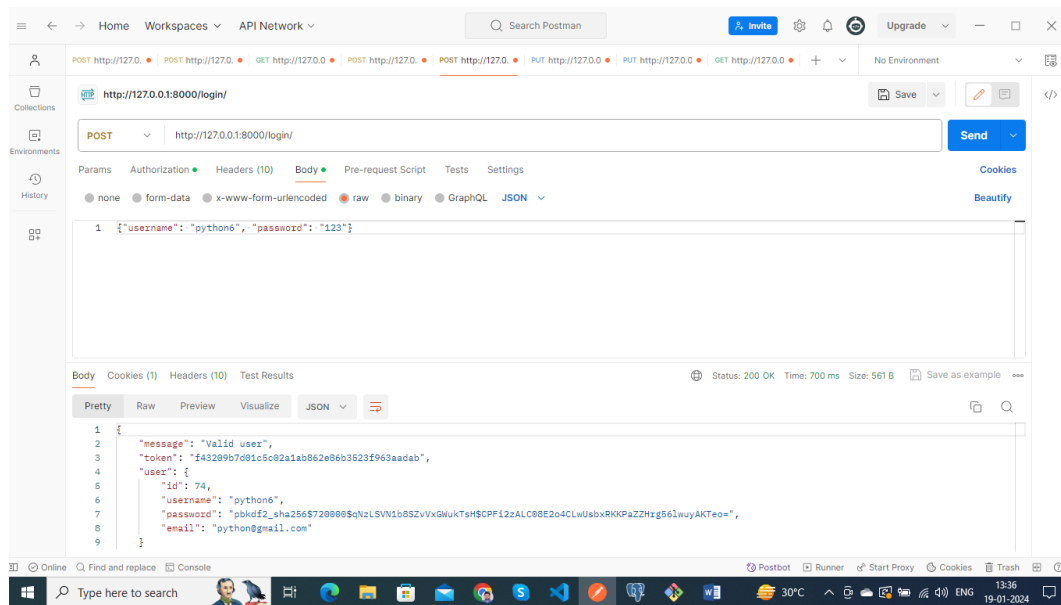 Home Workspaces API Network Search Postman Invite Upgrade
POST http://127.0. POST http://127.0. GET http://127.0.0 POST http://127.0. POST http://127.0. PUT http://127.0.0 PUT http://127.0.0 GET http://127.0.0 No Environment
HTTP http://127.0.0.1:8000/login/ Save
Collections
POST http://127.0.0.1:8000/login/ Send
Environments
Params Authorization Headers (10) Body Pre-request Script Tests Settings Cookies
History
none form-data x-www-form-urlencoded raw binary GraphQL JSON Beautify
1 {"username": "python6", "password": "123"}
Body Cookies (1) Headers (10) Test Results Status: 200 OK Time: 700 ms Size: 561 B Save as example
Pretty Raw Preview Visualize JSON
1 {
2 "message": "Valid user",
3 "token": "f43209b7d81c5c02a1ab862e86b3523f963aadab",
4 "user": {
5 "id": 74,
6 "username": "python6",
7 "password": "pbkdf2_sha256$720000$qNzLSVN1b8SZvVxGWukTsH$CPFi2zALC08E2o4CLwUsbxRKKPaZZHrg56lwuyAKTeo=",
8 "email": "python@gmail.com"
9 }
Online Find and replace Console Postbot Runner Start Proxy Cookies Trash
Type here to search 30°C ENG 13:36
19-01-2024